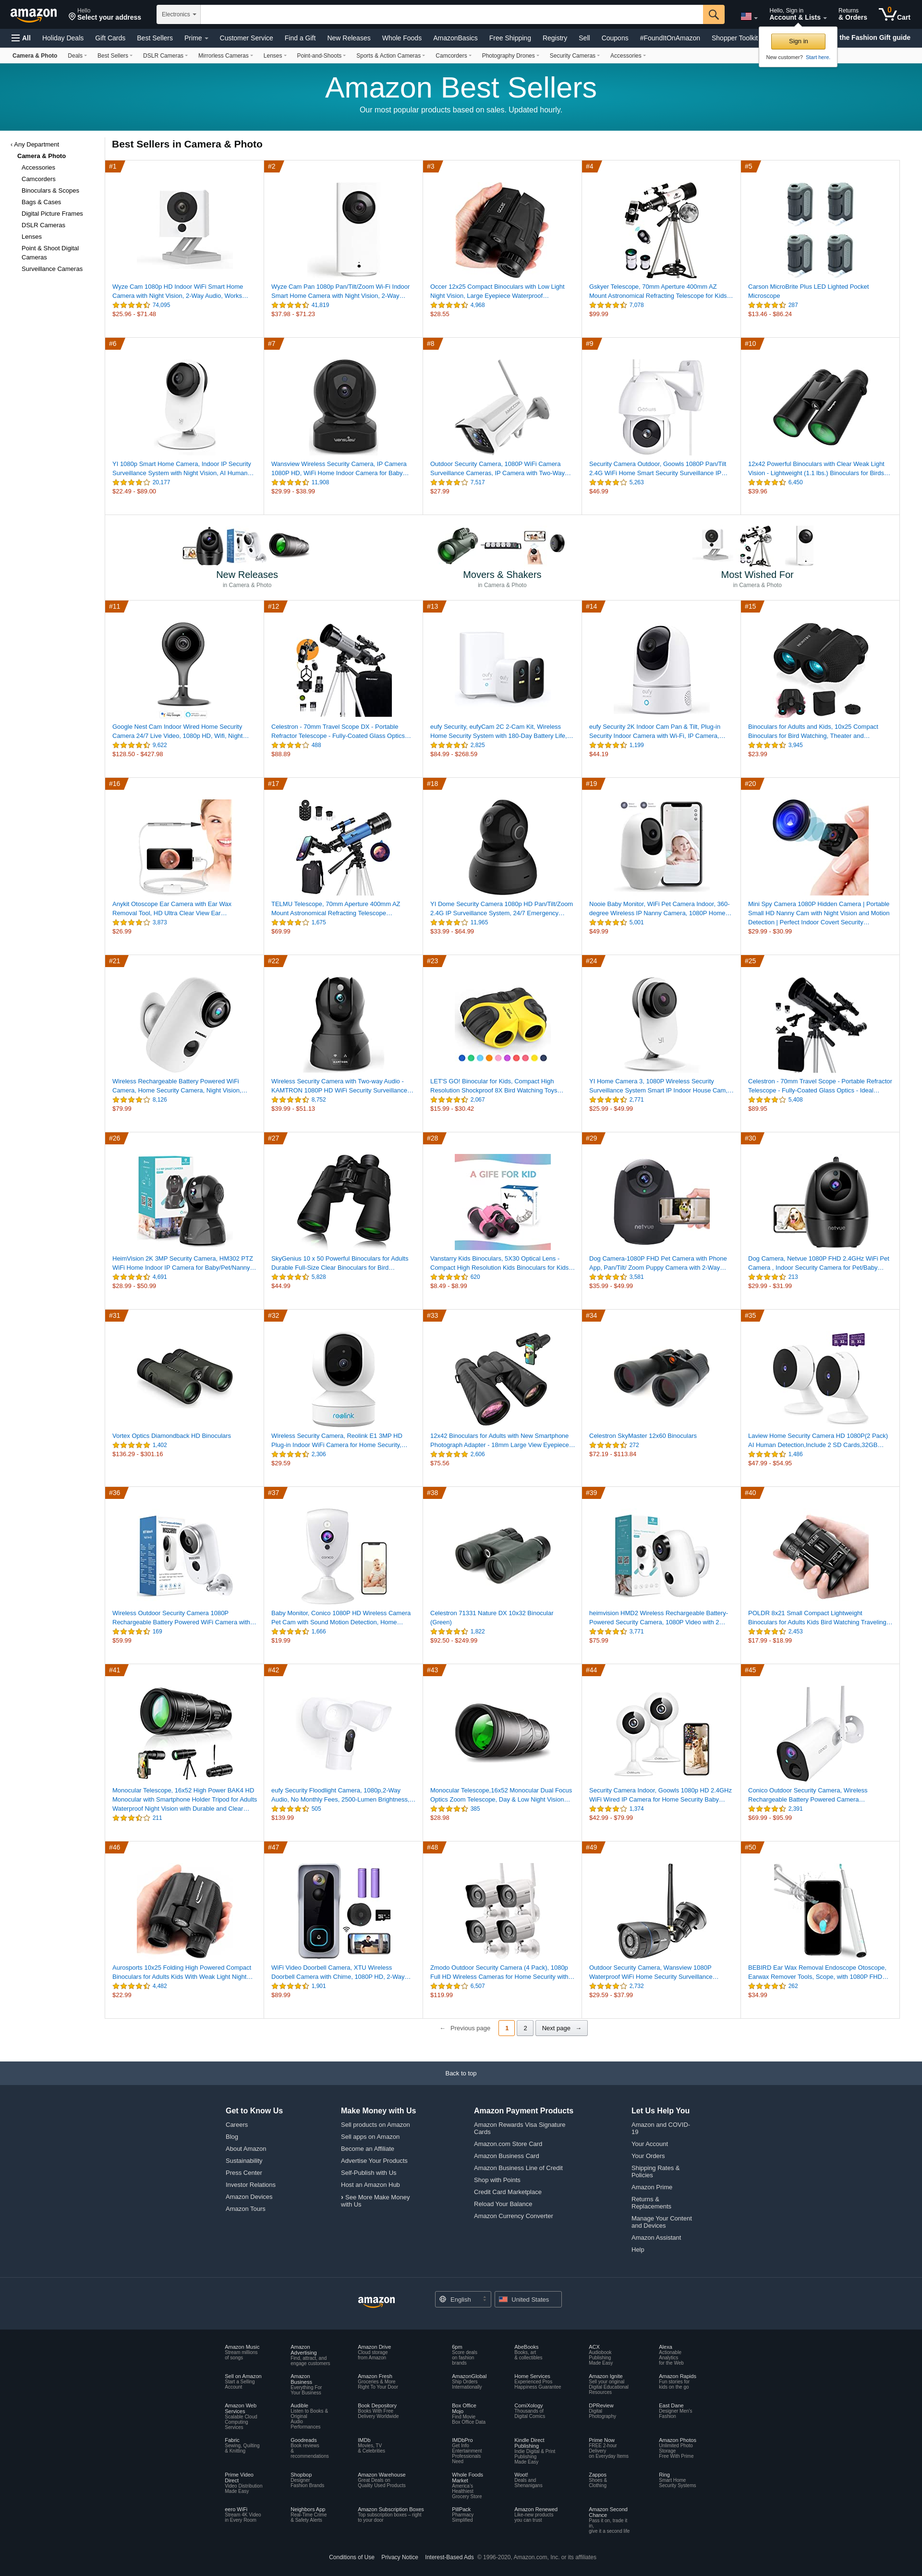 amazon
Hello
Select your address
Electronics
Hello, Sign in
Account & Lists
Returns
& Orders
0
Cart
All
Holiday Deals
Gift Cards
Best Sellers
Prime
Customer Service
Find a Gift
New Releases
Whole Foods
AmazonBasics
Free Shipping
Registry
Sell
Coupons
#FoundItOnAmazon
Shopper Toolkit
the Fashion Gift guide
Sign in
New customer? Start here.
Camera & Photo
Deals
Best Sellers
DSLR Cameras
Mirrorless Cameras
Lenses
Point-and-Shoots
Sports & Action Cameras
Camcorders
Photography Drones
Security Cameras
Accessories
Amazon Best Sellers
Our most popular products based on sales. Updated hourly.
‹ Any Department
Camera & Photo
Accessories
Camcorders
Binoculars & Scopes
Bags & Cases
Digital Picture Frames
DSLR Cameras
Lenses
Point & Shoot Digital
Cameras
Surveillance Cameras
Best Sellers in Camera & Photo
#1
Wyze Cam 1080p HD Indoor WiFi Smart Home
Camera with Night Vision, 2-Way Audio, Works…
74,095
$25.96 - $71.48
#2
Wyze Cam Pan 1080p Pan/Tilt/Zoom Wi-Fi Indoor
Smart Home Camera with Night Vision, 2-Way…
41,819
$37.98 - $71.23
#3
Occer 12x25 Compact Binoculars with Low Light
Night Vision, Large Eyepiece Waterproof…
4,968
$28.55
#4
Gskyer Telescope, 70mm Aperture 400mm AZ
Mount Astronomical Refracting Telescope for Kids…
7,078
$99.99
#5
Carson MicroBrite Plus LED Lighted Pocket
Microscope
287
$13.46 - $86.24
#6
YI 1080p Smart Home Camera, Indoor IP Security
Surveillance System with Night Vision, AI Human…
20,177
$22.49 - $89.00
#7
Wansview Wireless Security Camera, IP Camera
1080P HD, WiFi Home Indoor Camera for Baby…
11,908
$29.99 - $38.99
#8
Outdoor Security Camera, 1080P WiFi Camera
Surveillance Cameras, IP Camera with Two-Way…
7,517
$27.99
#9
Security Camera Outdoor, Goowls 1080P Pan/Tilt
2.4G WiFi Home Smart Security Surveillance IP…
5,263
$46.99
#10
12x42 Powerful Binoculars with Clear Weak Light
Vision - Lightweight (1.1 lbs.) Binoculars for Birds…
6,450
$39.96
New Releases
in Camera & Photo
Movers & Shakers
in Camera & Photo
Most Wished For
in Camera & Photo
#11
Google Nest Cam Indoor Wired Home Security
Camera 24/7 Live Video, 1080p HD, Wifi, Night…
9,622
$128.50 - $427.98
#12
Celestron - 70mm Travel Scope DX - Portable
Refractor Telescope - Fully-Coated Glass Optics…
488
$88.89
#13
eufy Security, eufyCam 2C 2-Cam Kit, Wireless
Home Security System with 180-Day Battery Life,…
2,825
$84.99 - $268.59
#14
eufy Security 2K Indoor Cam Pan & Tilt, Plug-in
Security Indoor Camera with Wi-Fi, IP Camera,…
1,199
$44.19
#15
Binoculars for Adults and Kids, 10x25 Compact
Binoculars for Bird Watching, Theater and…
3,945
$23.99
#16
Anykit Otoscope Ear Camera with Ear Wax
Removal Tool, HD Ultra Clear View Ear…
3,873
$26.99
#17
TELMU Telescope, 70mm Aperture 400mm AZ
Mount Astronomical Refracting Telescope…
1,675
$69.99
#18
YI Dome Security Camera 1080p HD Pan/Tilt/Zoom
2.4G IP Surveillance System, 24/7 Emergency…
11,965
$33.99 - $64.99
#19
Nooie Baby Monitor, WiFi Pet Camera Indoor, 360-
degree Wireless IP Nanny Camera, 1080P Home…
5,001
$49.99
#20
Mini Spy Camera 1080P Hidden Camera | Portable
Small HD Nanny Cam with Night Vision and Motion
Detection | Perfect Indoor Covert Security…
$29.99 - $30.99
#21
Wireless Rechargeable Battery Powered WiFi
Camera, Home Security Camera, Night Vision,…
8,126
$79.99
#22
Wireless Security Camera with Two-way Audio -
KAMTRON 1080P HD WiFi Security Surveillance…
8,752
$39.99 - $51.13
#23
LET'S GO! Binocular for Kids, Compact High
Resolution Shockproof 8X Bird Watching Toys…
2,067
$15.99 - $30.42
#24
YI Home Camera 3, 1080P Wireless Security
Surveillance System Smart IP Indoor House Cam,…
2,771
$25.99 - $49.99
#25
Celestron - 70mm Travel Scope - Portable Refractor
Telescope - Fully-Coated Glass Optics - Ideal…
5,408
$89.95
#26
HeimVision 2K 3MP Security Camera, HM302 PTZ
WiFi Home Indoor IP Camera for Baby/Pet/Nanny…
4,691
$28.99 - $50.99
#27
SkyGenius 10 x 50 Powerful Binoculars for Adults
Durable Full-Size Clear Binoculars for Bird…
5,828
$44.99
#28
A GIFE FOR KID
Vanstarry Kids Binoculars, 5X30 Optical Lens -
Compact High Resolution Kids Binoculars for Kids…
620
$8.49 - $8.99
#29
netvue
Dog Camera-1080P FHD Pet Camera with Phone
App, Pan/Tilt/ Zoom Puppy Camera with 2-Way…
3,581
$35.99 - $49.99
#30
netvue
Dog Camera, Netvue 1080P FHD 2.4GHz WiFi Pet
Camera , Indoor Security Camera for Pet/Baby…
213
$29.99 - $31.99
#31
Vortex Optics Diamondback HD Binoculars
1,402
$136.29 - $301.16
#32
reolink
Wireless Security Camera, Reolink E1 3MP HD
Plug-in Indoor WiFi Camera for Home Security,…
2,306
$29.59
#33
12x42 Binoculars for Adults with New Smartphone
Photograph Adapter - 18mm Large View Eyepiece…
2,606
$75.56
#34
Celestron SkyMaster 12x60 Binoculars
272
$72.19 - $113.84
#35
Laview Home Security Camera HD 1080P(2 Pack)
AI Human Detection,Include 2 SD Cards,32GB…
1,486
$47.99 - $54.95
#36
Wireless Outdoor Security Camera 1080P
Rechargeable Battery Powered WiFi Camera with…
169
$59.99
#37
Baby Monitor, Conico 1080P HD Wireless Camera
Pet Cam with Sound Motion Detection, Home…
1,666
$19.99
#38
Celestron 71331 Nature DX 10x32 Binocular
(Green)
1,822
$92.50 - $249.99
#39
heimvision HMD2 Wireless Rechargeable Battery-
Powered Security Camera, 1080P Video with 2…
3,771
$75.99
#40
POLDR 8x21 Small Compact Lightweight
Binoculars for Adults Kids Bird Watching Traveling…
2,453
$17.99 - $18.99
#41
Monocular Telescope, 16x52 High Power BAK4 HD
Monocular with Smartphone Holder Tripod for Adults
Waterproof Night Vision with Durable and Clear…
211
#42
eufy Security Floodlight Camera, 1080p,2-Way
Audio, No Monthly Fees, 2500-Lumen Brightness,…
505
$139.99
#43
Monocular Telescope,16x52 Monocular Dual Focus
Optics Zoom Telescope, Day & Low Night Vision…
385
$28.98
#44
Security Camera Indoor, Goowls 1080p HD 2.4GHz
WiFi Wired IP Camera for Home Security Baby…
1,374
$42.99 - $79.99
#45
Conico Outdoor Security Camera, Wireless
Rechargeable Battery Powered Camera…
2,391
$69.99 - $95.99
#46
Aurosports 10x25 Folding High Powered Compact
Binoculars for Adults Kids With Weak Light Night…
4,482
$22.99
#47
WiFi Video Doorbell Camera, XTU Wireless
Doorbell Camera with Chime, 1080P HD, 2-Way…
1,901
$89.99
#48
Zmodo Outdoor Security Camera (4 Pack), 1080p
Full HD Wireless Cameras for Home Security with…
6,507
$119.99
#49
Outdoor Security Camera, Wansview 1080P
Waterproof WiFi Home Security Surveillance…
2,732
$29.59 - $37.99
#50
BEBIRD Ear Wax Removal Endoscope Otoscope,
Earwax Remover Tools, Scope, with 1080P FHD…
262
$34.99
← Previous page
1
2
Next page →
Back to top
Get to Know Us
Careers
Blog
About Amazon
Sustainability
Press Center
Investor Relations
Amazon Devices
Amazon Tours
Make Money with Us
Sell products on Amazon
Sell apps on Amazon
Become an Affiliate
Advertise Your Products
Self-Publish with Us
Host an Amazon Hub
› See More Make Money
with Us
Amazon Payment Products
Amazon Rewards Visa Signature
Cards
Amazon.com Store Card
Amazon Business Card
Amazon Business Line of Credit
Shop with Points
Credit Card Marketplace
Reload Your Balance
Amazon Currency Converter
Let Us Help You
Amazon and COVID-
19
Your Account
Your Orders
Shipping Rates &
Policies
Amazon Prime
Returns &
Replacements
Manage Your Content
and Devices
Amazon Assistant
Help
amazon
English
United States
Amazon Music
Stream millions
of songs
Amazon
Advertising
Find, attract, and
engage customers
Amazon Drive
Cloud storage
from Amazon
6pm
Score deals
on fashion
brands
AbeBooks
Books, art
& collectibles
ACX
Audiobook
Publishing
Made Easy
Alexa
Actionable
Analytics
for the Web
Sell on Amazon
Start a Selling
Account
Amazon
Business
Everything For
Your Business
Amazon Fresh
Groceries & More
Right To Your Door
AmazonGlobal
Ship Orders
Internationally
Home Services
Experienced Pros
Happiness Guarantee
Amazon Ignite
Sell your original
Digital Educational
Resources
Amazon Rapids
Fun stories for
kids on the go
Amazon Web
Services
Scalable Cloud
Computing
Services
Audible
Listen to Books &
Original
Audio
Performances
Book Depository
Books With Free
Delivery Worldwide
Box Office
Mojo
Find Movie
Box Office Data
ComiXology
Thousands of
Digital Comics
DPReview
Digital
Photography
East Dane
Designer Men's
Fashion
Fabric
Sewing, Quilting
& Knitting
Goodreads
Book reviews
&
recommendations
IMDb
Movies, TV
& Celebrities
IMDbPro
Get Info
Entertainment
Professionals
Need
Kindle Direct
Publishing
Indie Digital & Print
Publishing
Made Easy
Prime Now
FREE 2-hour
Delivery
on Everyday Items
Amazon Photos
Unlimited Photo
Storage
Free With Prime
Prime Video
Direct
Video Distribution
Made Easy
Shopbop
Designer
Fashion Brands
Amazon Warehouse
Great Deals on
Quality Used Products
Whole Foods
Market
America's
Healthiest
Grocery Store
Woot!
Deals and
Shenanigans
Zappos
Shoes &
Clothing
Ring
Smart Home
Security Systems
eero WiFi
Stream 4K Video
in Every Room
Neighbors App
Real-Time Crime
& Safety Alerts
Amazon Subscription Boxes
Top subscription boxes – right
to your door
PillPack
Pharmacy
Simplified
Amazon Renewed
Like-new products
you can trust
Amazon Second
Chance
Pass it on, trade it
in,
give it a second life
Conditions of Use
Privacy Notice
Interest-Based Ads
© 1996-2020, Amazon.com, Inc. or its affiliates